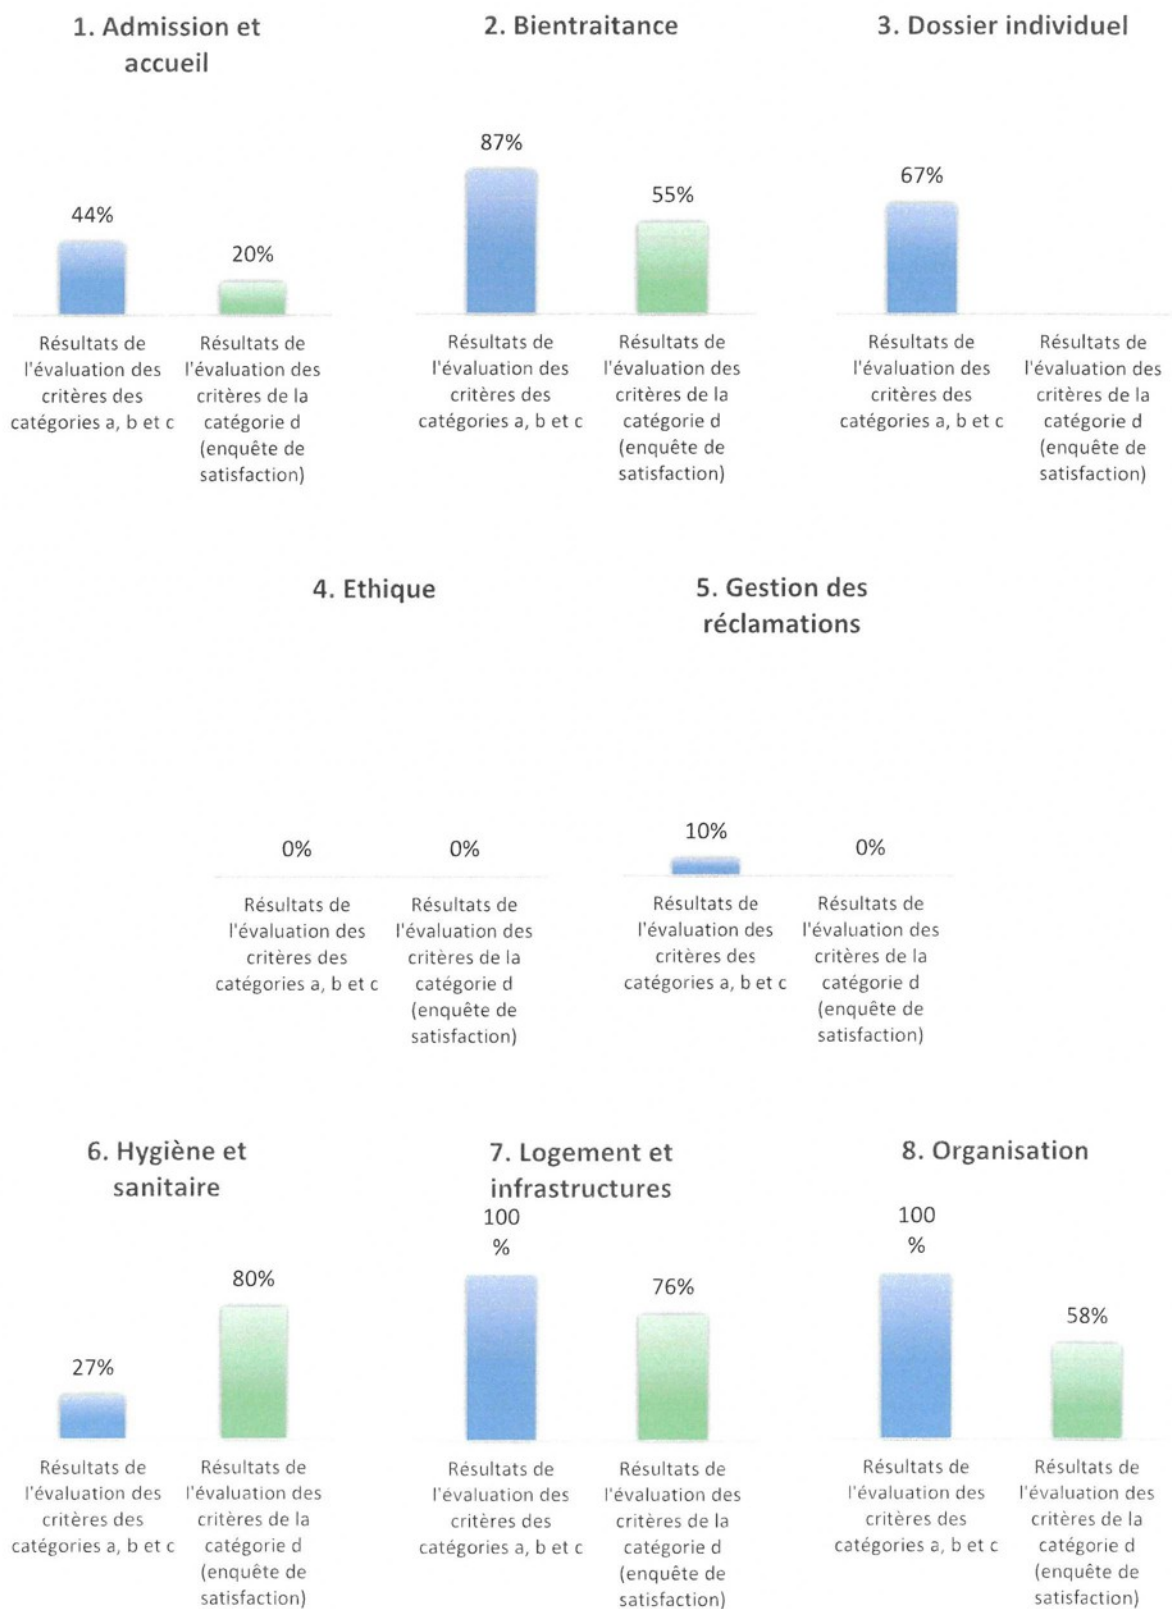 1. Admission et
accueil
44%
20%
Résultats de
l'évaluation des
critères des
catégories a, b et c
Résultats de
l'évaluation des
critères de la
catégorie d
(enquête de
satisfaction)
2. Bientraitance
87%
55%
Résultats de
l'évaluation des
critères des
catégories a, b et c
Résultats de
l'évaluation des
critères de la
catégorie d
(enquête de
satisfaction)
3. Dossier individuel
67%
Résultats de
l'évaluation des
critères des
catégories a, b et c
Résultats de
l'évaluation des
critères de la
catégorie d
(enquête de
satisfaction)
4. Ethique
0%
0%
Résultats de
l'évaluation des
critères des
catégories a, b et c
Résultats de
l'évaluation des
critères de la
catégorie d
(enquête de
satisfaction)
5. Gestion des
réclamations
10%
0%
Résultats de
l'évaluation des
critères des
catégories a, b et c
Résultats de
l'évaluation des
critères de la
catégorie d
(enquête de
satisfaction)
6. Hygiène et
sanitaire
27%
80%
Résultats de
l'évaluation des
critères des
catégories a, b et c
Résultats de
l'évaluation des
critères de la
catégorie d
(enquête de
satisfaction)
7. Logement et
infrastructures
100
%
76%
Résultats de
l'évaluation des
critères des
catégories a, b et c
Résultats de
l'évaluation des
critères de la
catégorie d
(enquête de
satisfaction)
8. Organisation
100
%
58%
Résultats de
l'évaluation des
critères des
catégories a, b et c
Résultats de
l'évaluation des
critères de la
catégorie d
(enquête de
satisfaction)